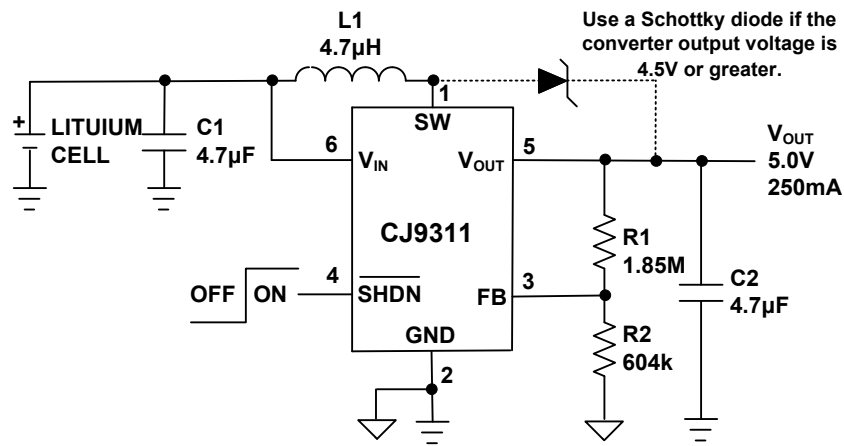 L1
4.7µH
Use a Schottky diode if the
converter output voltage is
4.5V or greater.
1
SW
+
LITUIUM
CELL
C1
4.7µF
6
VIN
VOUT
5
VOUT
5.0V
250mA
CJ9311
R1
1.85M
OFF
ON
4
SHDN
FB
3
C2
4.7µF
GND
R2
604k
2